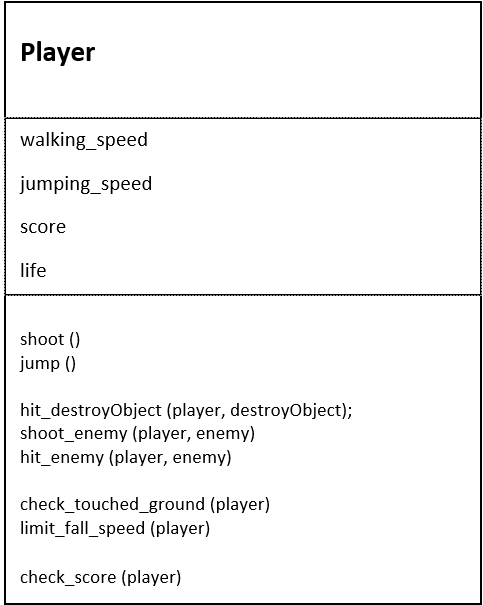 Player
walking_speed
jumping_speed
score
life
shoot ()
jump ()
hit_destroyObject (player, destroyObject);
shoot_enemy (player, enemy)
hit_enemy (player, enemy)
check_touched_ground (player)
limit_fall_speed (player)
check_score (player)